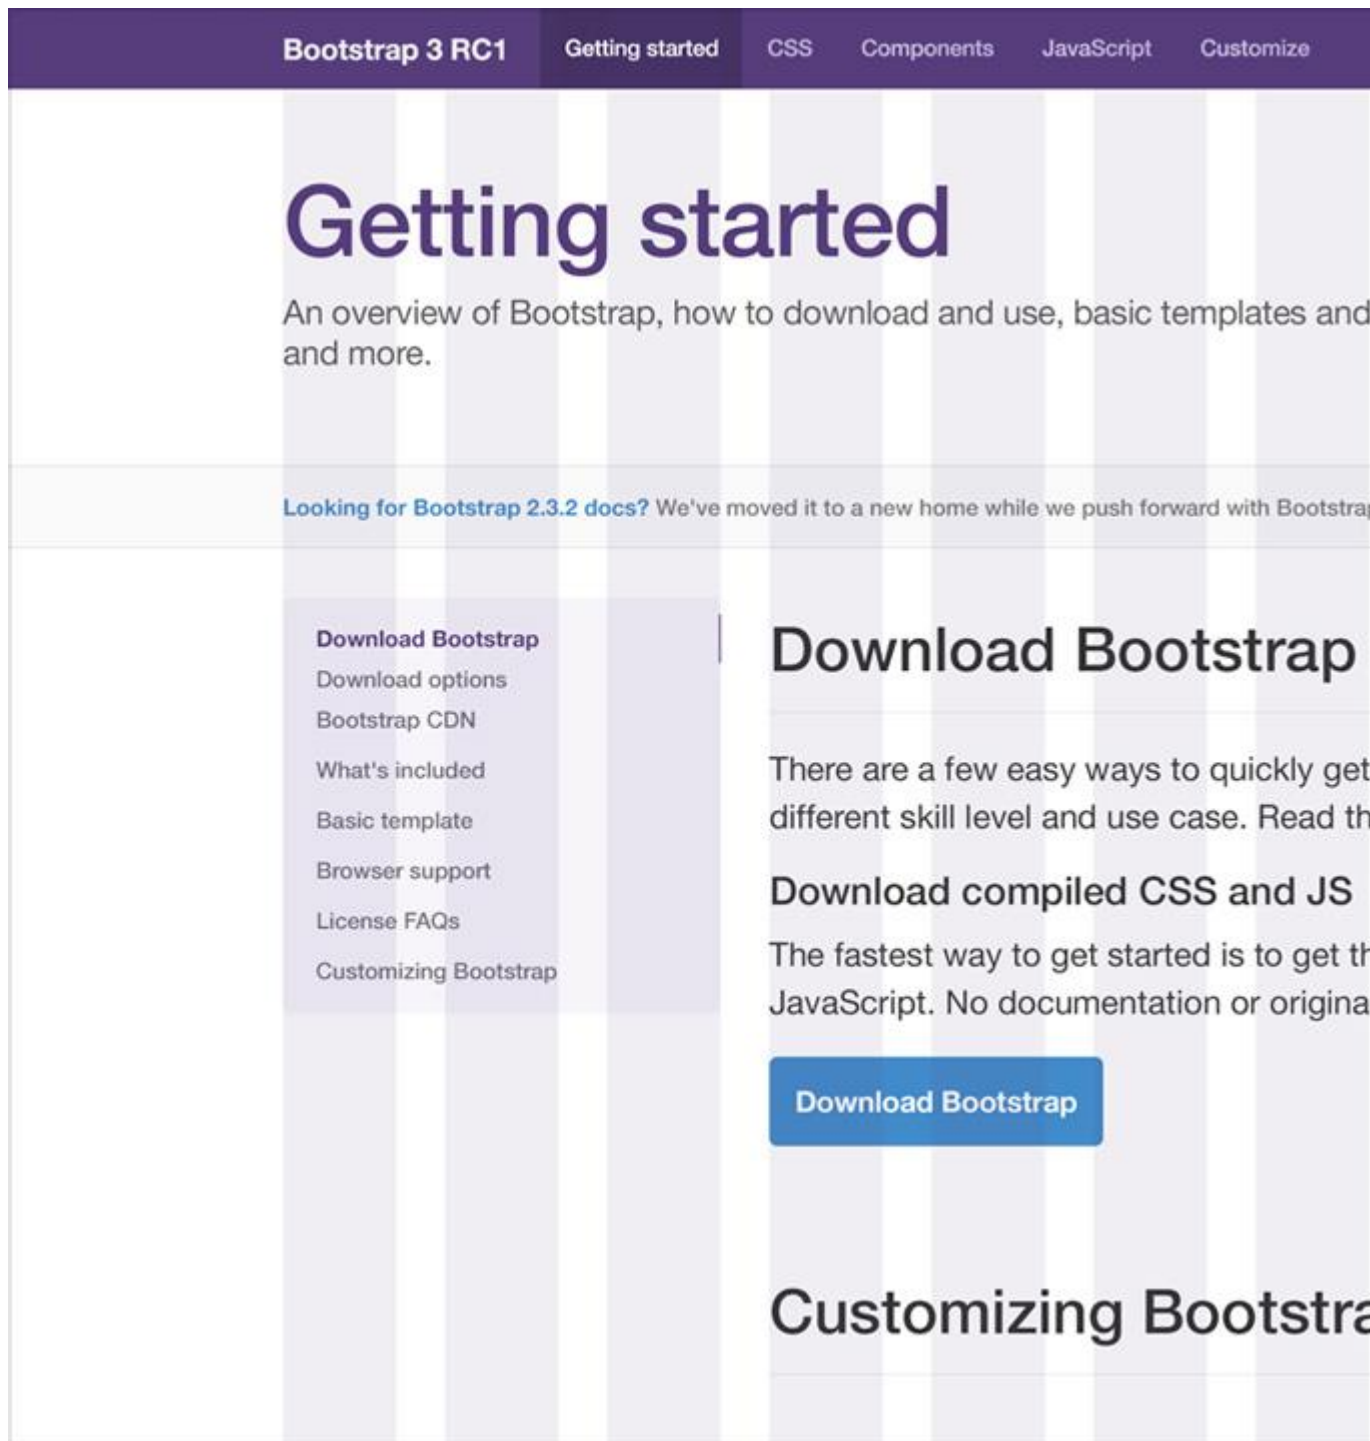 Bootstrap 3 RC1 Getting started CSS Components JavaScript Customize
Getting started
An overview of Bootstrap, how to download and use, basic templates and
and more.
Looking for Bootstrap 2.3.2 docs? We've moved it to a new home while we push forward with Bootstrap
Download Bootstrap
Download options
Bootstrap CDN
What's included
Basic template
Browser support
License FAQs
Customizing Bootstrap
Download Bootstrap
There are a few easy ways to quickly get
different skill level and use case. Read th
Download compiled CSS and JS
The fastest way to get started is to get th
JavaScript. No documentation or origina
Download Bootstrap
Customizing Bootstra